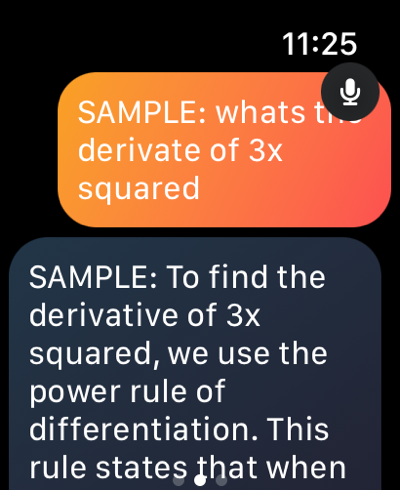 11:25
SAMPLE: whats the
derivate of 3x
squared
SAMPLE: To find the
derivative of 3x
squared, we use the
power rule of
differentiation. This
rule states that when